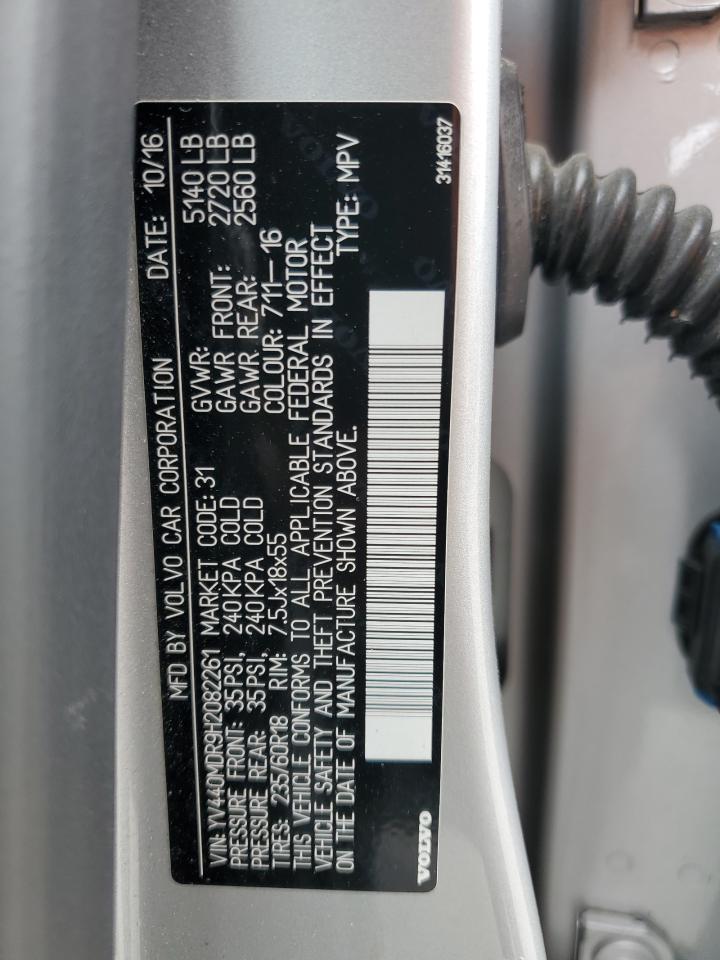 MFD BY VOLVO CAR CORPORATION DATE: 10/16
VIN: YV440MDR9H2082261 MARKET CODE: 31 GVWR: 5140 LB
PRESSURE FRONT: 35PSI, 240KPA COLD GAWR FRONT: 2720 LB
PRESSURE REAR: 35PSI, 240KPA COLD GAWR REAR: 2560 LB
TIRES: 235/60R18 RIM: 7.5Jx18x55 COLOUR: 711-16
THIS VEHICLE CONFORMS TO ALL APPLICABLE FEDERAL MOTOR
VEHICLE SAFETY AND THEFT PREVENTION STANDARDS IN EFFECT
ON THE DATE OF MANUFACTURE SHOWN ABOVE. TYPE: MPV
VOLVO 31416037